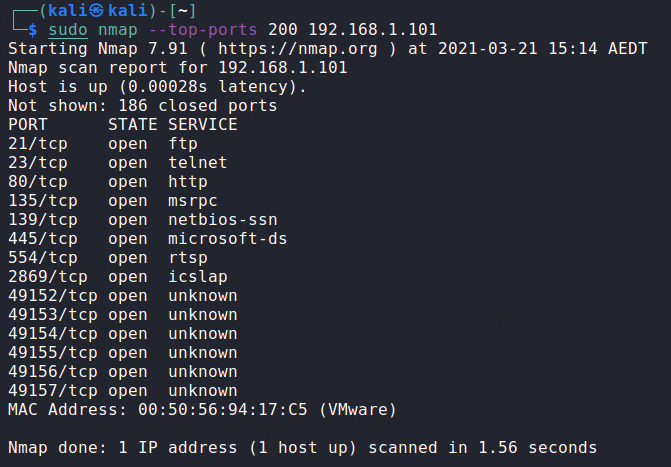 ┌──(kali㉿kali)-[~]
└─$ sudo nmap --top-ports 200 192.168.1.101
Starting Nmap 7.91 ( https://nmap.org ) at 2021-03-21 15:14 AEDT
Nmap scan report for 192.168.1.101
Host is up (0.00028s latency).
Not shown: 186 closed ports
PORT      STATE SERVICE
21/tcp    open  ftp
23/tcp    open  telnet
80/tcp    open  http
135/tcp   open  msrpc
139/tcp   open  netbios-ssn
445/tcp   open  microsoft-ds
554/tcp   open  rtsp
2869/tcp  open  icslap
49152/tcp open  unknown
49153/tcp open  unknown
49154/tcp open  unknown
49155/tcp open  unknown
49156/tcp open  unknown
49157/tcp open  unknown
MAC Address: 00:50:56:94:17:C5 (VMware)
Nmap done: 1 IP address (1 host up) scanned in 1.56 seconds